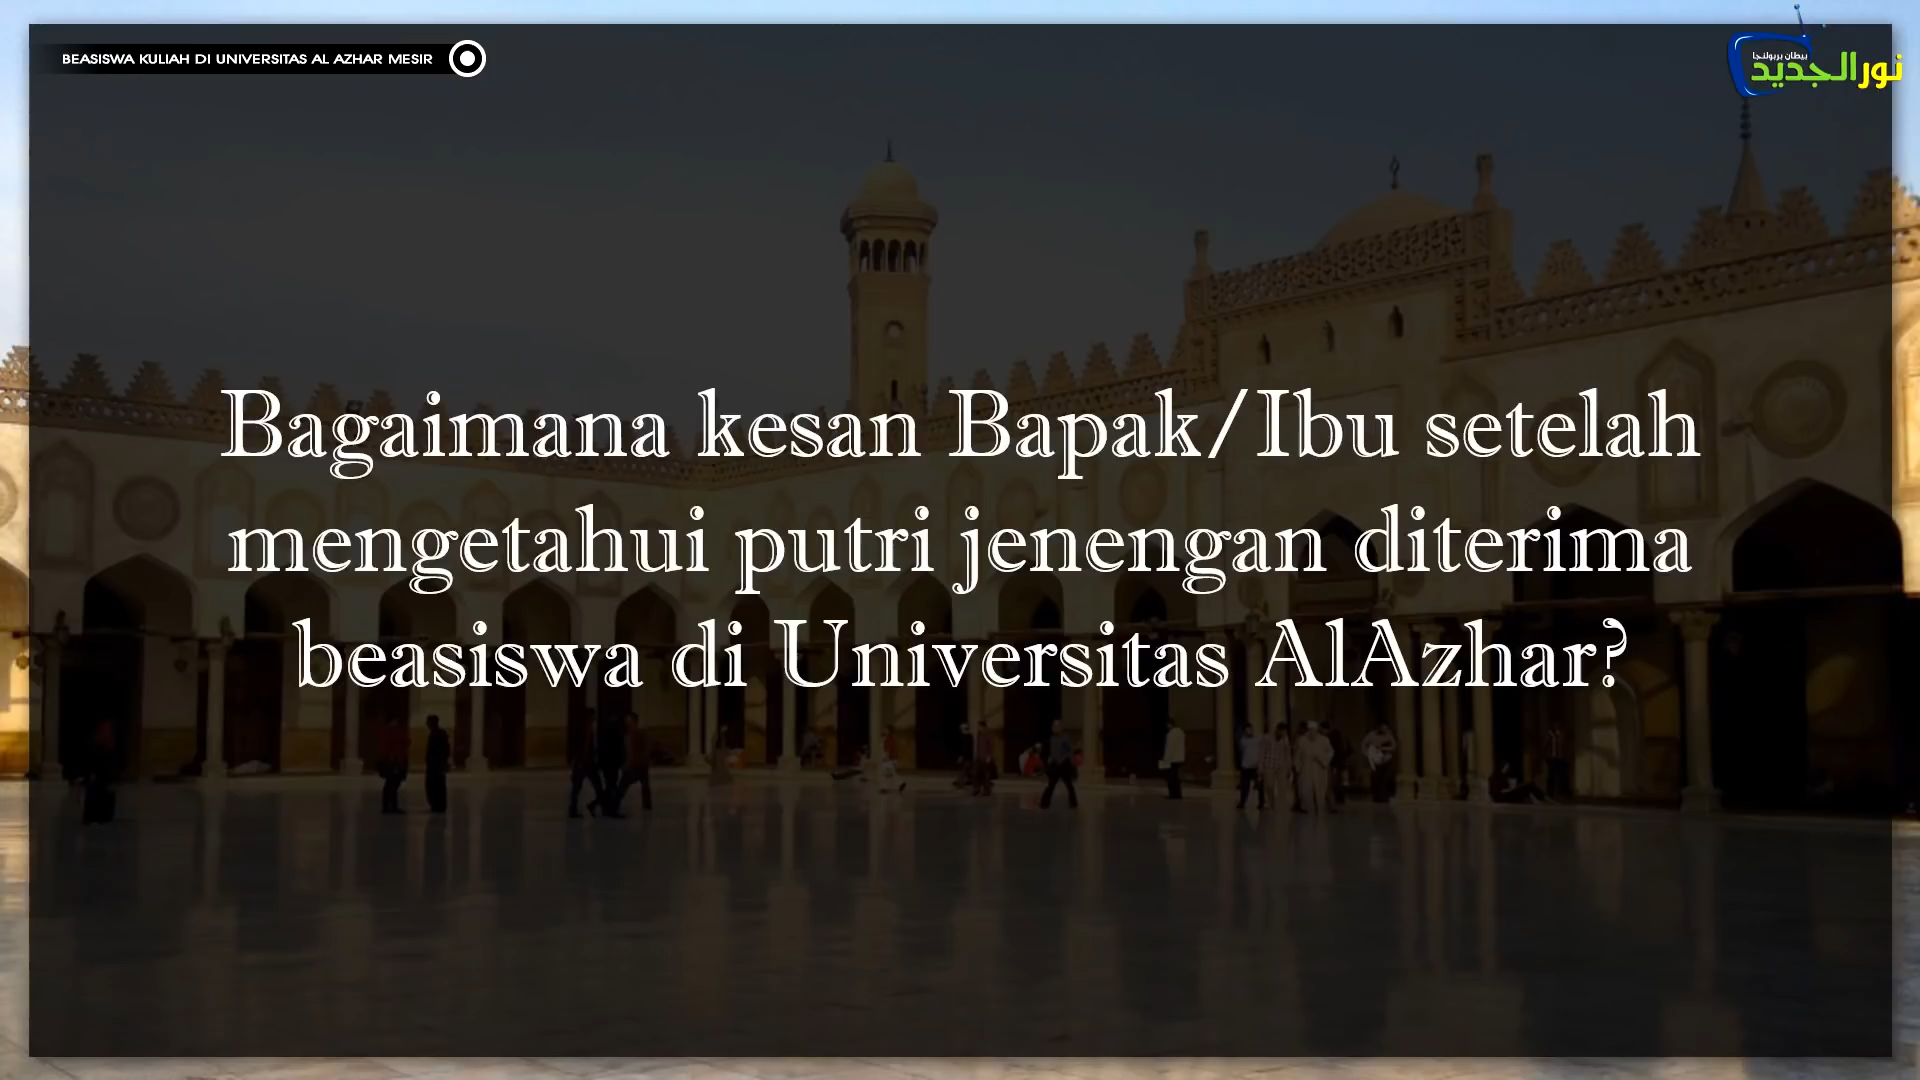 BEASISWA KULIAH DI UNIVERSITAS AL AZHAR MESIR
نورالجديد
Bagaimana kesan Bapak/Ibu setelah
mengetahui putri jenengan diterima
beasiswa di Universitas AlAzhar?